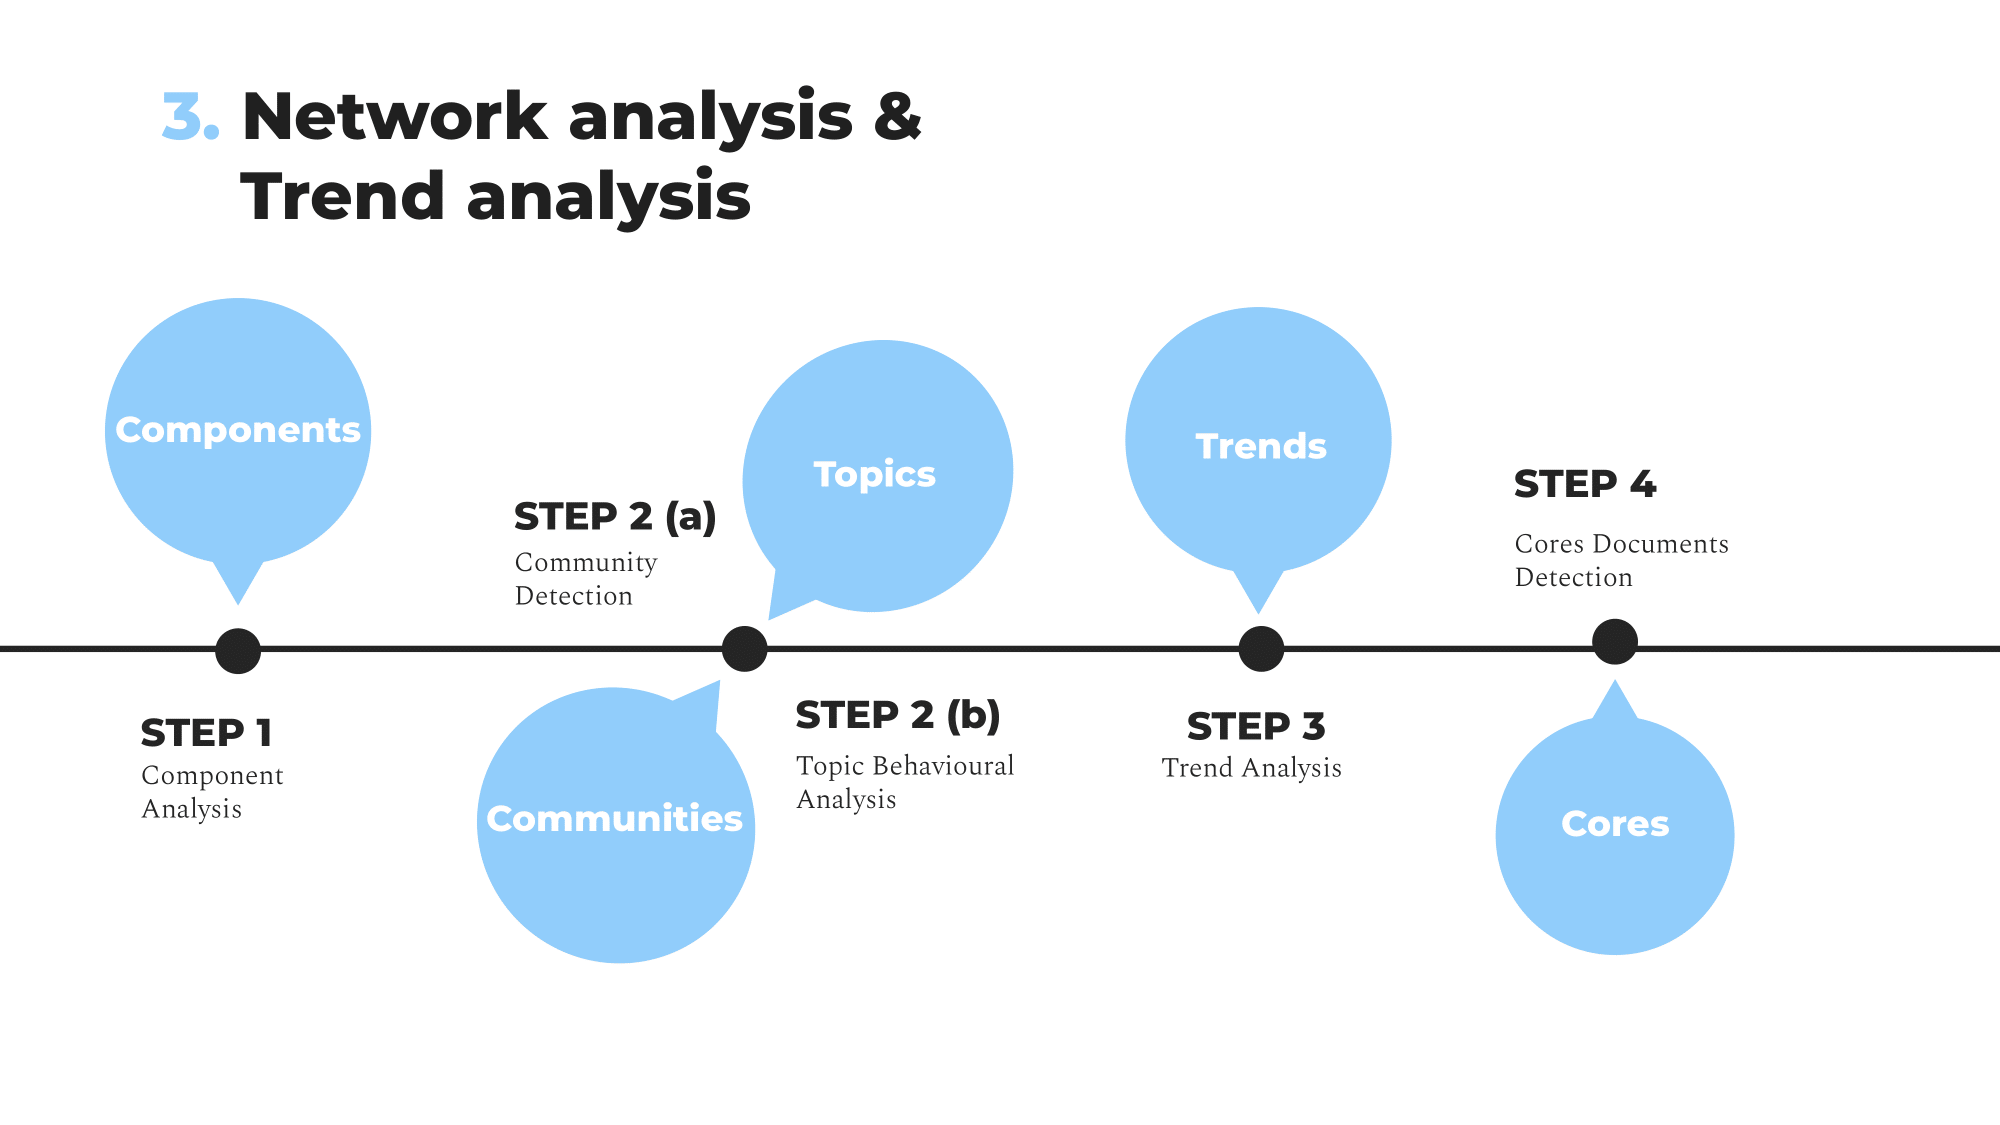 3. Network analysis &
Trend analysis
Components
STEP 1
Component
Analysis
STEP 2 (a)
Community
Detection
Communities
Topics
STEP 2 (b)
Topic Behavioural
Analysis
Trends
STEP 3
Trend Analysis
STEP 4
Cores Documents
Detection
Cores